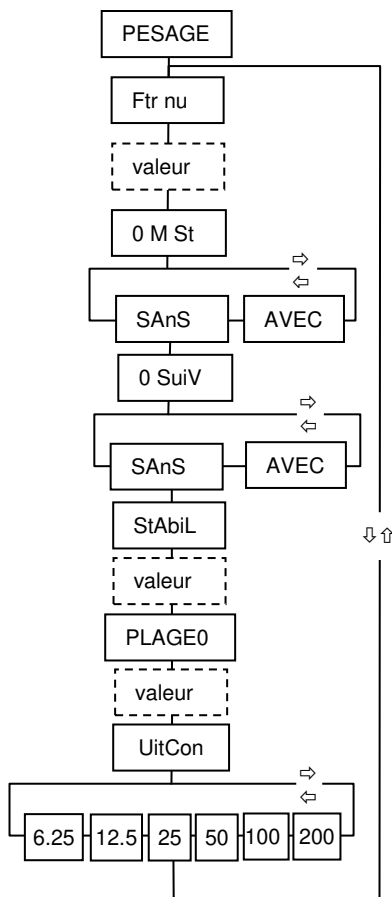 PESAGE
Ftr nu
valeur
0 M St
⇨
⇦
SAnS AVEC
0 SuiV
⇨
⇦
SAnS AVEC
StAbiL
⇩⇧
valeur
PLAGE0
valeur
UitCon
⇨
⇦
6.25 12.5 25 50 100 200